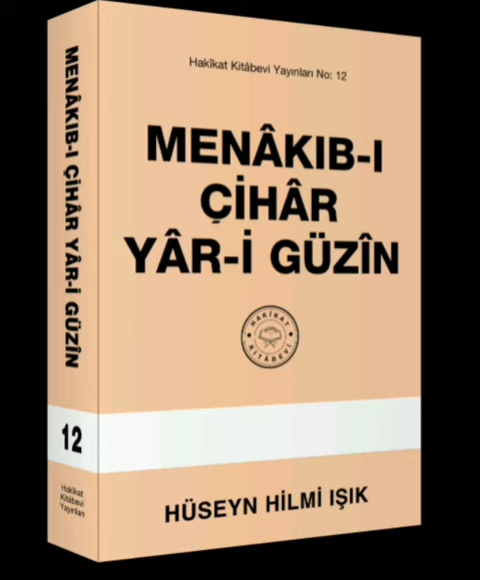 Hakîkat Kitâbevi Yayınları No: 12
MENÂKIB-I
ÇİHÂR
YÂR-İ GÜZÎN
HAKÎKAT
KİTÂBEVİ
HÜSEYN HİLMİ IŞIK
MENÂKIB-I ÇİHÂR YÂR-İ GÜZÎN
12
Hakîkat
Kitâbevi
Yayınları